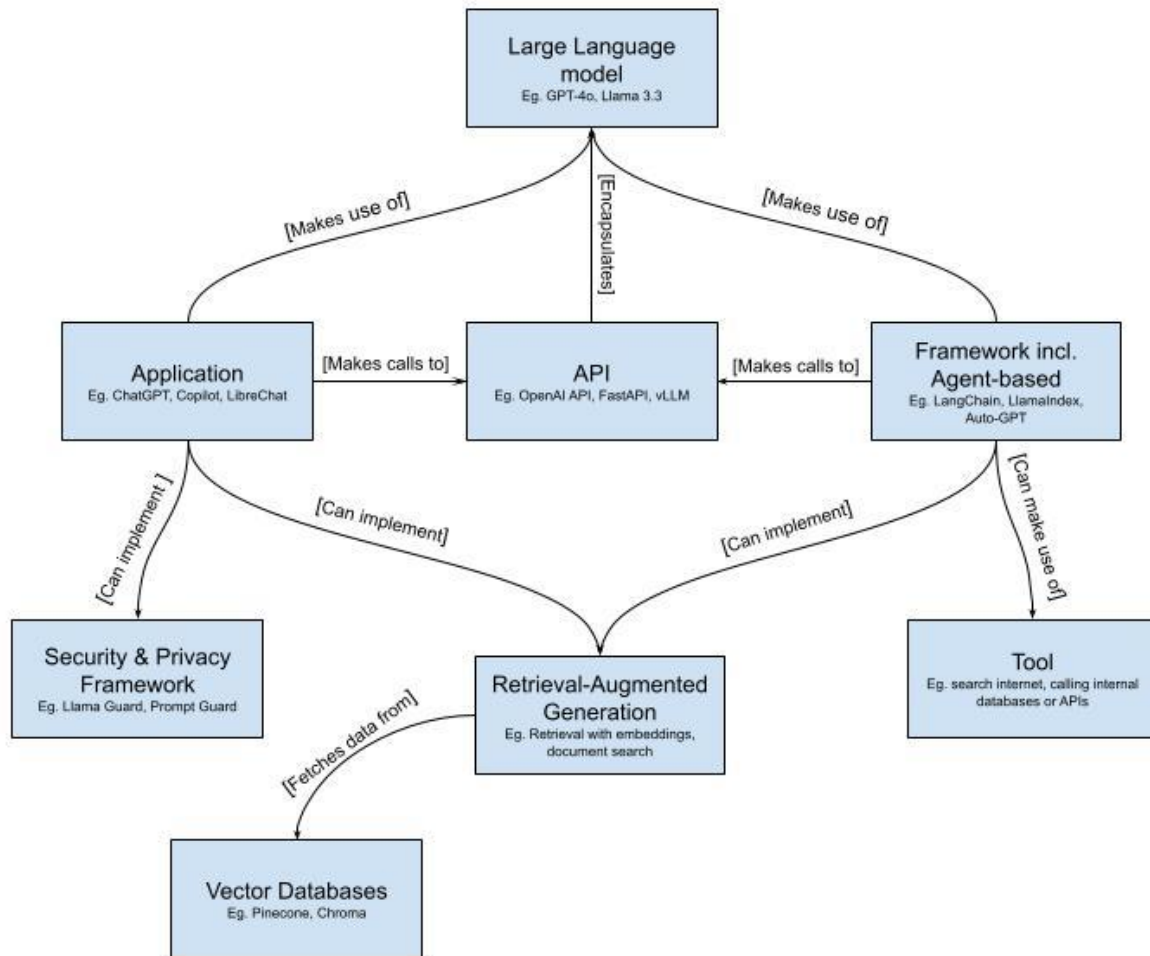 Large Language
model
Eg. GPT-4o, Llama 3.3
[Makes use of]
[Encapsulates]
[Makes use of]
Application
Eg. ChatGPT, Copilot, LibreChat
[Makes calls to]
API
Eg. OpenAI API, FastAPI, vLLM
[Makes calls to]
Framework incl.
Agent-based
Eg. LangChain, LlamaIndex,
Auto-GPT
[Can implement ]
[Can implement]
[Can implement]
[Can make use of]
Security & Privacy
Framework
Eg. Llama Guard, Prompt Guard
Retrieval-Augmented
Generation
Eg. Retrieval with embeddings,
document search
Tool
Eg. search internet, calling internal
databases or APIs
[Fetches data from]
Vector Databases
Eg. Pinecone, Chroma